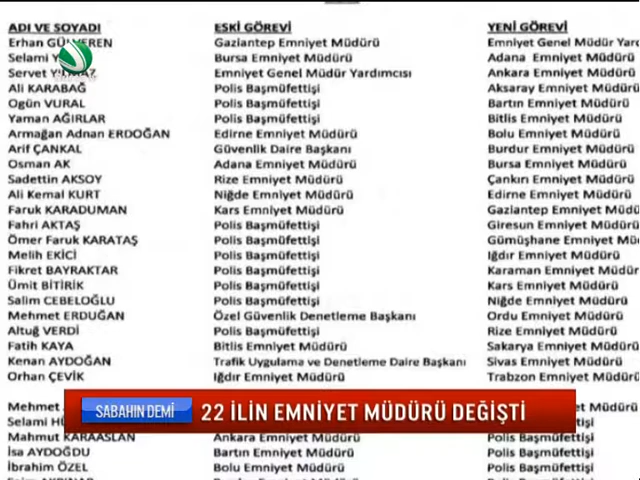 ADI VE SOYADI ESKİ GÖREVİ YENİ GÖREVİ
Erhan Gaziantep Emniyet Müdürü Emniyet Genel Müdür
Selami Bursa Emniyet Müdürü Adana Emniyet Müdürü
Servet Emniyet Genel Müdür Yardımcısı Ankara Emniyet Müdürü
Ali KARABAĞ Polis Başmüfettişi Aksaray Emniyet
Ogün VURAL Polis Başmüfettişi Bartın Emniyet Müdürü
Yaman AĞIRLAR Polis Başmüfettişi Bitlis Emniyet Müdürü
Armağan Adnan ERDOĞAN Edirne Emniyet Müdürü Bolu Emniyet Müdürü
Arif ÇANKAL Güvenlik Daire Başkanı Burdur Emniyet
Osman AK Adana Emniyet Müdürü Bursa Emniyet Müdürü
Sadettin AKSOY Rize Emniyet Müdürü Çankırı Emniyet
Ali Kemal KURT Niğde Emniyet Müdürü Edirne Emniyet
Faruk KARADUMAN Kars Emniyet Müdürü Gaziantep Emniyet
Fahri AKTAŞ Polis Başmüfettişi Giresun Emniyet
Ömer Faruk KARATAŞ Polis Başmüfettişi Gümüşhane Emniyet
Melih EKİCİ Polis Başmüfettişi Iğdır Emniyet Müdürü
Fikret BAYRAKTAR Polis Başmüfettişi Karaman Emniyet
Ümit BİTİRİK Polis Başmüfettişi Kars Emniyet Müdürü
Salim CEBELOĞLU Polis Başmüfettişi Niğde Emniyet Müdürü
Mehmet ERDUĞAN Özel Güvenlik Denetleme Başkanı Ordu Emniyet Müdürü
Altuğ VERDİ Polis Başmüfettişi Rize Emniyet Müdürü
Fatih KAYA Bitlis Emniyet Müdürü Sakarya Emniyet
Kenan AYDOĞAN Trafik Uygulama ve Denetleme Daire Başkanı Sivas Emniyet Müdürü
Orhan ÇEVİK Iğdır Emniyet Müdürü Trabzon Emniyet
Mehmet Müdürü
SABAHIN DEMİ 22 İLİN EMNİYET MÜDÜRÜ DEĞİŞTİ
Selami
Mahmut KARAASLAN Ankara Emniyet Müdürü Polis Başmüfettişi
İsa AYDOĞDU Bartın Emniyet Müdürü Polis Başmüfettişi
İbrahim ÖZEL Bolu Emniyet Müdürü Polis Başmüfettişi